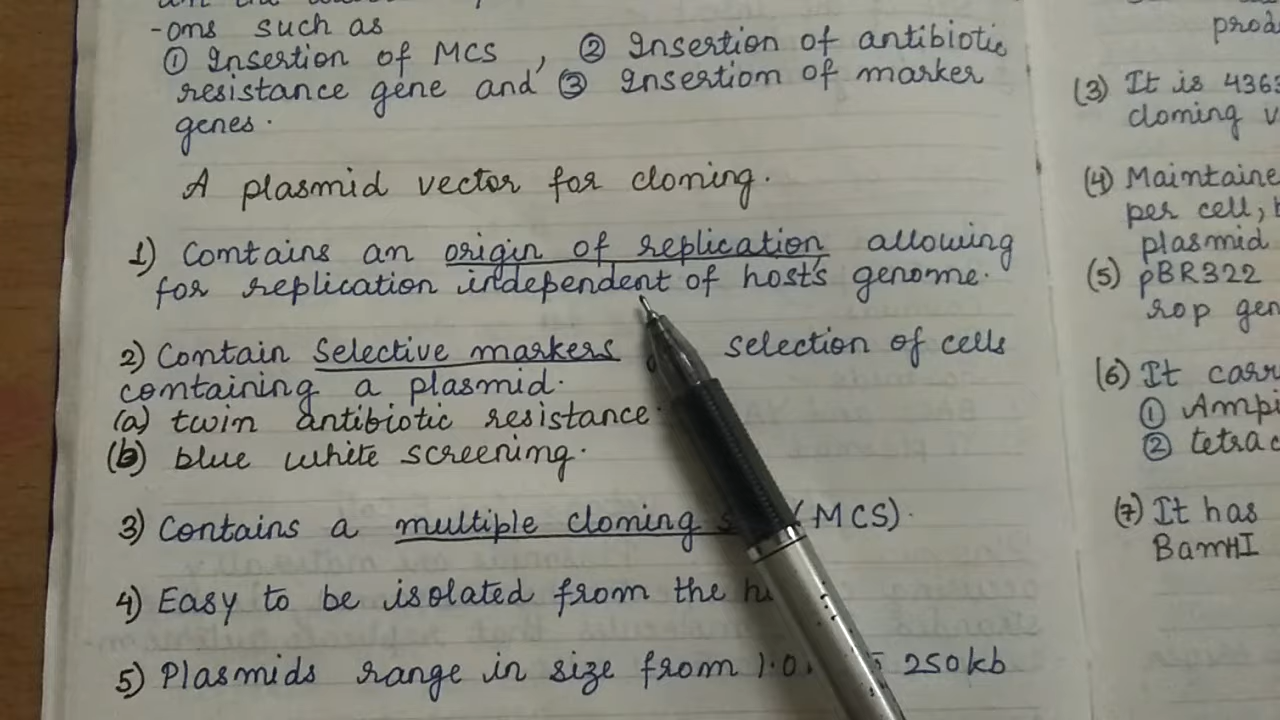 -ons such as
① Insertion of MCS, ② Insertion of antibiotic
resistance gene and ③ Insertion of marker
genes.
A plasmid vector for cloning.
1) Contains an origin of replication allowing
for replication independent of host's genome.
2) Contain Selective markers selection of cells
containing a plasmid.
(a) twin antibiotic resistance
(b) blue white screening.
3) Contains a multiple cloning (MCS).
4) Easy to be isolated from the
5) Plasmids range in size from 1.0 250kb
(3) It is 4363
cloning
(4) Maintaine
per cell,
plasmid
(5) pBR322
rop gen
(6) It carr
① Ampi
② tetrac
(7) It has
BamHI